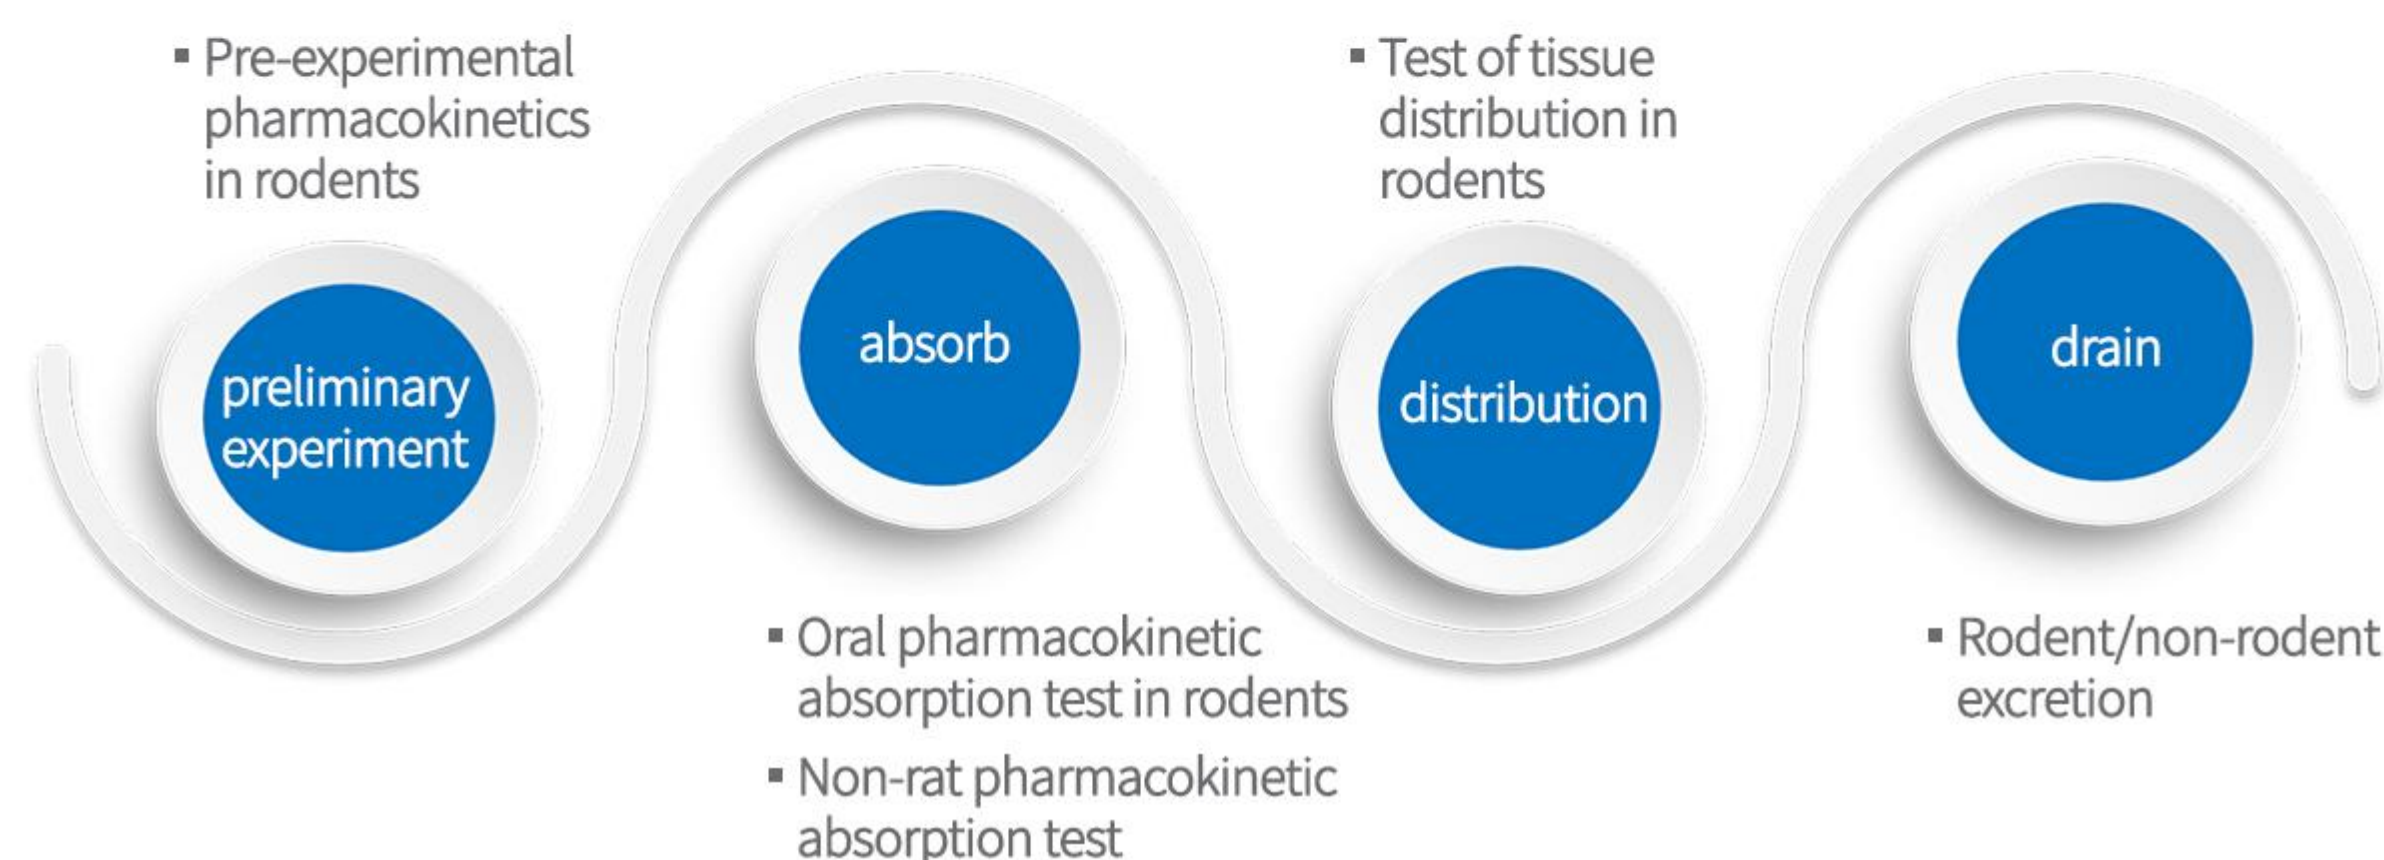 ▪ Pre-experimental
pharmacokinetics
in rodents
preliminary
experiment
absorb
▪ Oral pharmacokinetic
absorption test in rodents
▪ Non-rat pharmacokinetic
absorption test
▪ Test of tissue
distribution in
rodents
distribution
drain
▪ Rodent/non-rodent
excretion